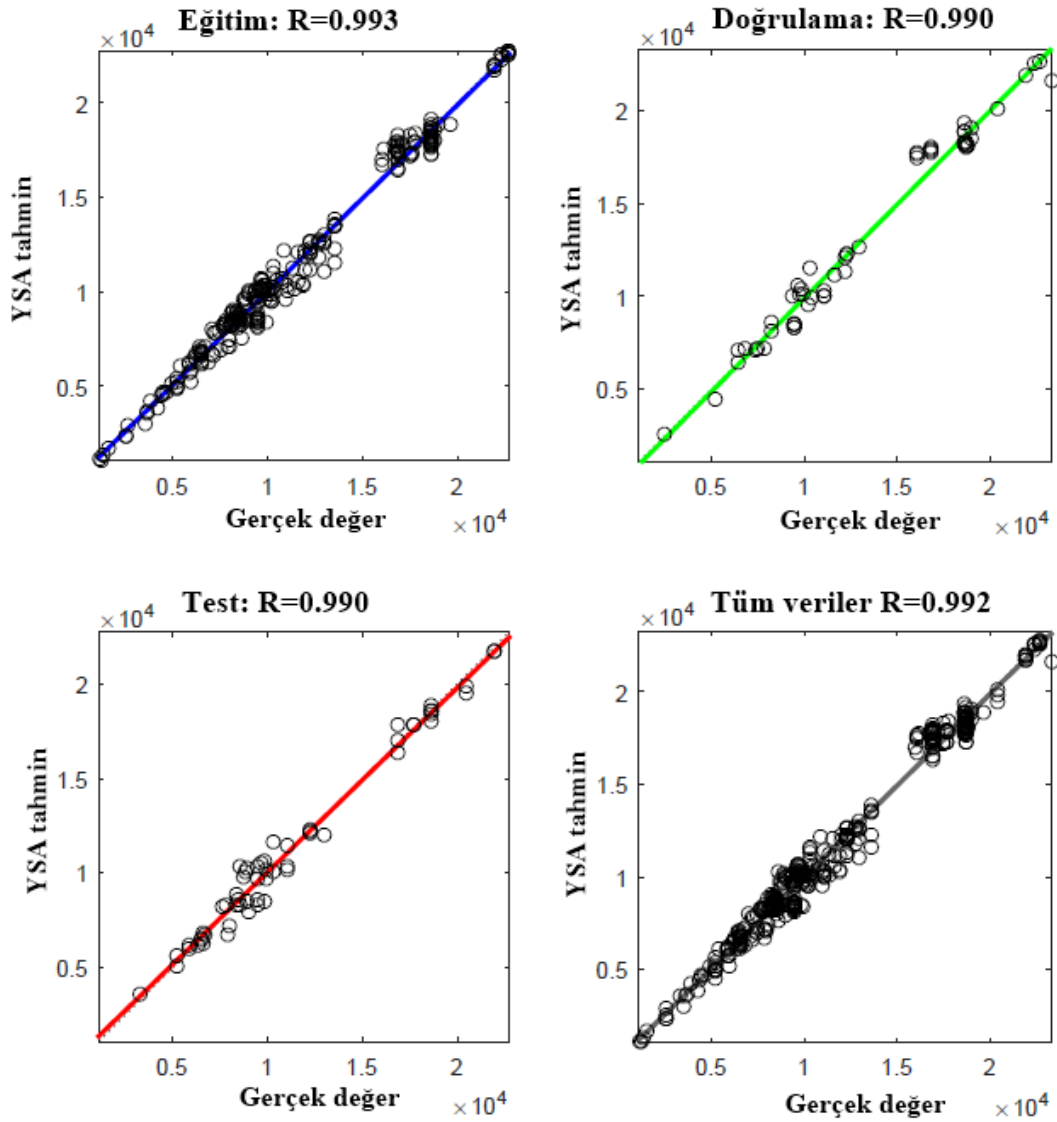 Eğitim: R=0.993
×10⁴
YSA tahmin
2
1.5
1
0.5
0.5 1 1.5 2
Gerçek değer
×10⁴
Doğrulama: R=0.990
×10⁴
YSA tahmin
2
1.5
1
0.5
0.5 1 1.5 2
Gerçek değer
×10⁴
Test: R=0.990
×10⁴
YSA tahmin
2
1.5
1
0.5
0.5 1 1.5 2
Gerçek değer
×10⁴
Tüm veriler R=0.992
×10⁴
YSA tahmin
2
1.5
1
0.5
0.5 1 1.5 2
Gerçek değer
×10⁴